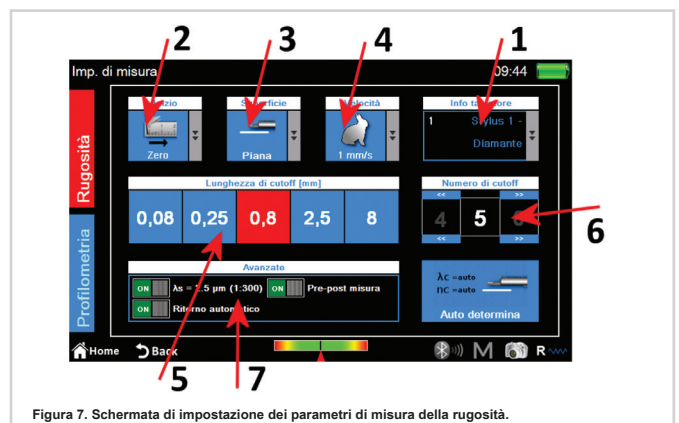 2
3
4
1
Imp. di misura
09:44
Superficie
Velocità
Zero
Piana
1 mm/s
1
Stylus 1 -
Diamante
Rugosità
Profilometria
Lunghezza di cutoff [mm]
0,08
0,25
0,8
2,5
8
Numero di cutoff
<<
>>
4
5
<<
>>
6
Avanzate
ON
λs = 2.5 µm (1:300)
ON
Pre-post misura
ON
Ritorno automatico
λc =auto
nc =auto
Auto determina
Home
Back
M
R
5
7
Figura 7. Schermata di impostazione dei parametri di misura della rugosità.